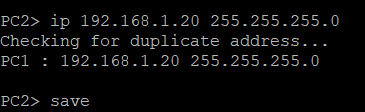 PC2> ip 192.168.1.20 255.255.255.0
Checking for duplicate address...
PC1 : 192.168.1.20 255.255.255.0
PC2> save